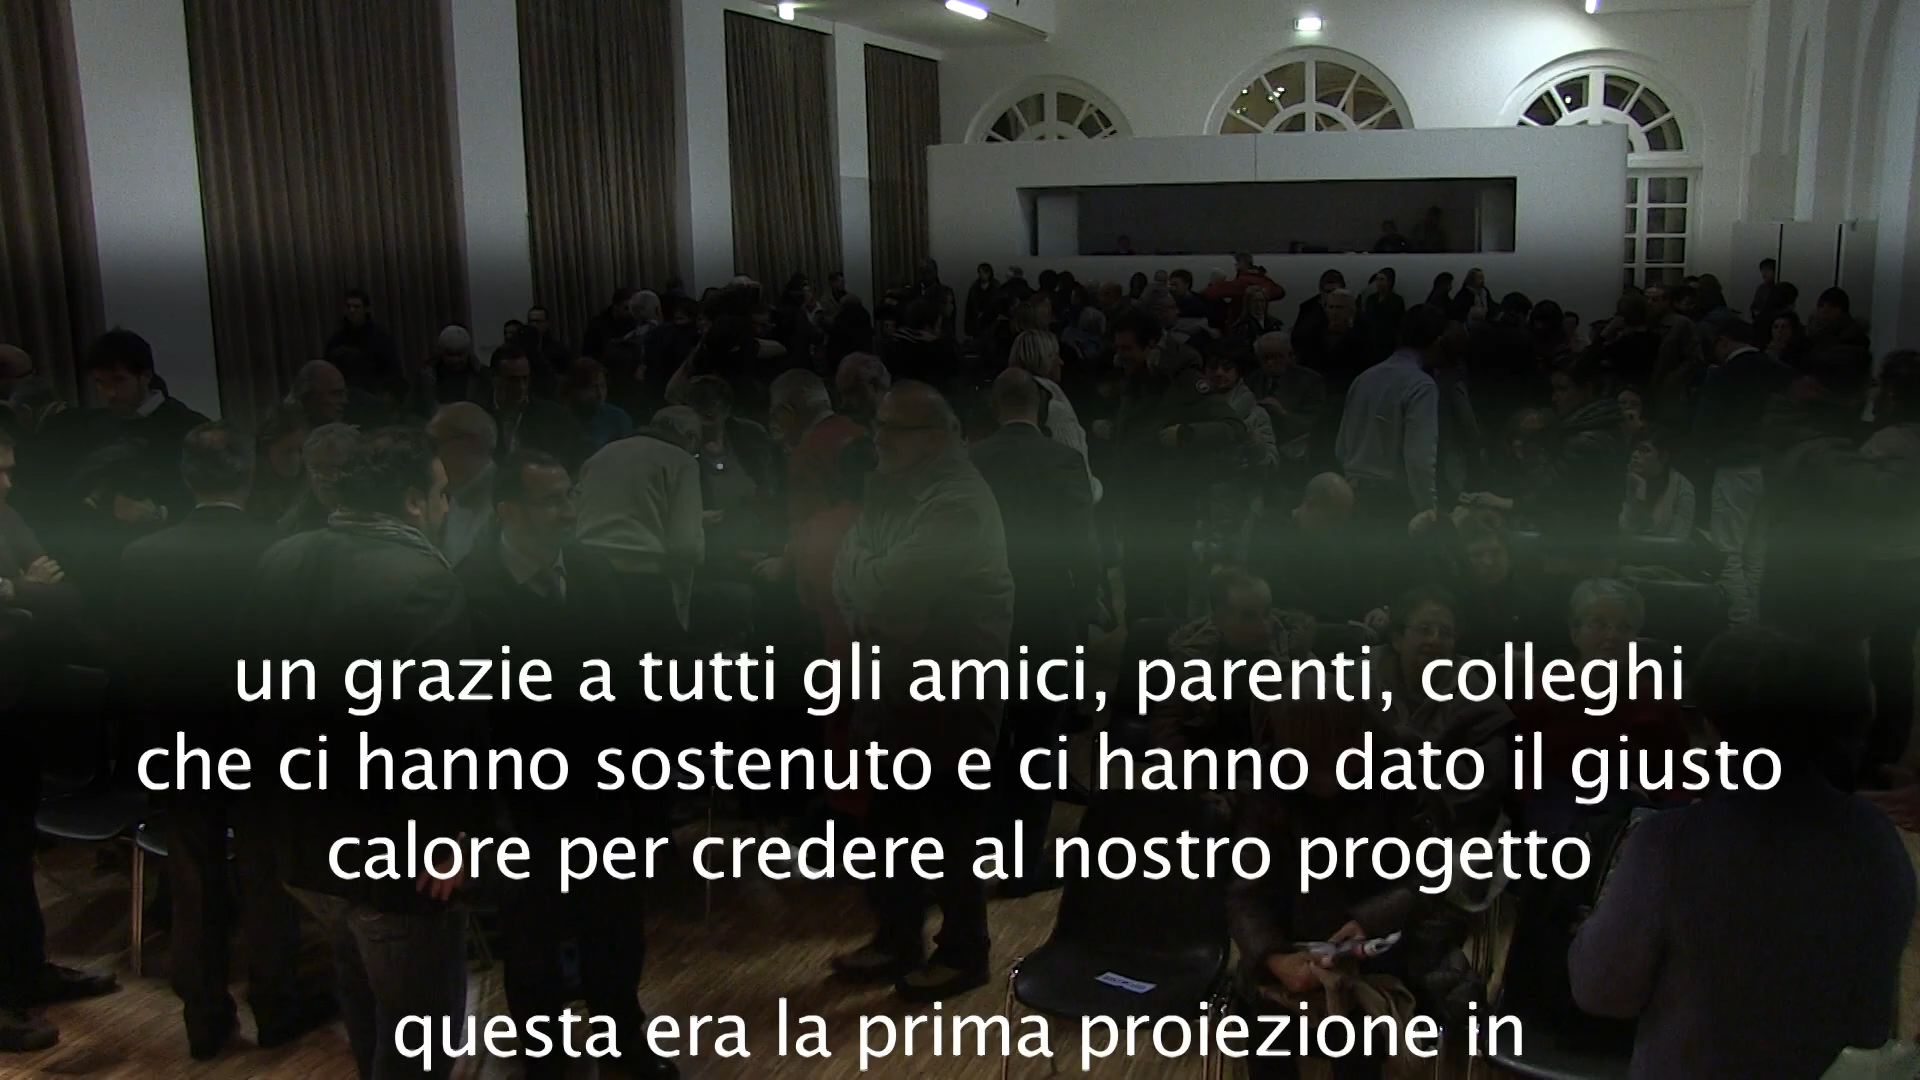 un grazie a tutti gli amici, parenti, colleghi
che ci hanno sostenuto e ci hanno dato il giusto
calore per credere al nostro progetto
questa era la prima proiezione in